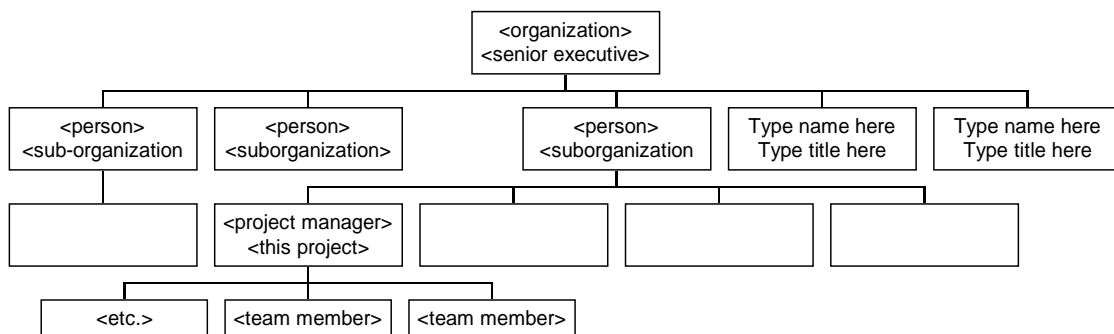 <organization>
<senior executive>
<person>
<sub-organization
<person>
<suborganization>
<person>
<suborganization
Type name here
Type title here
Type name here
Type title here
<project manager>
<this project>
<etc.>
<team member>
<team member>